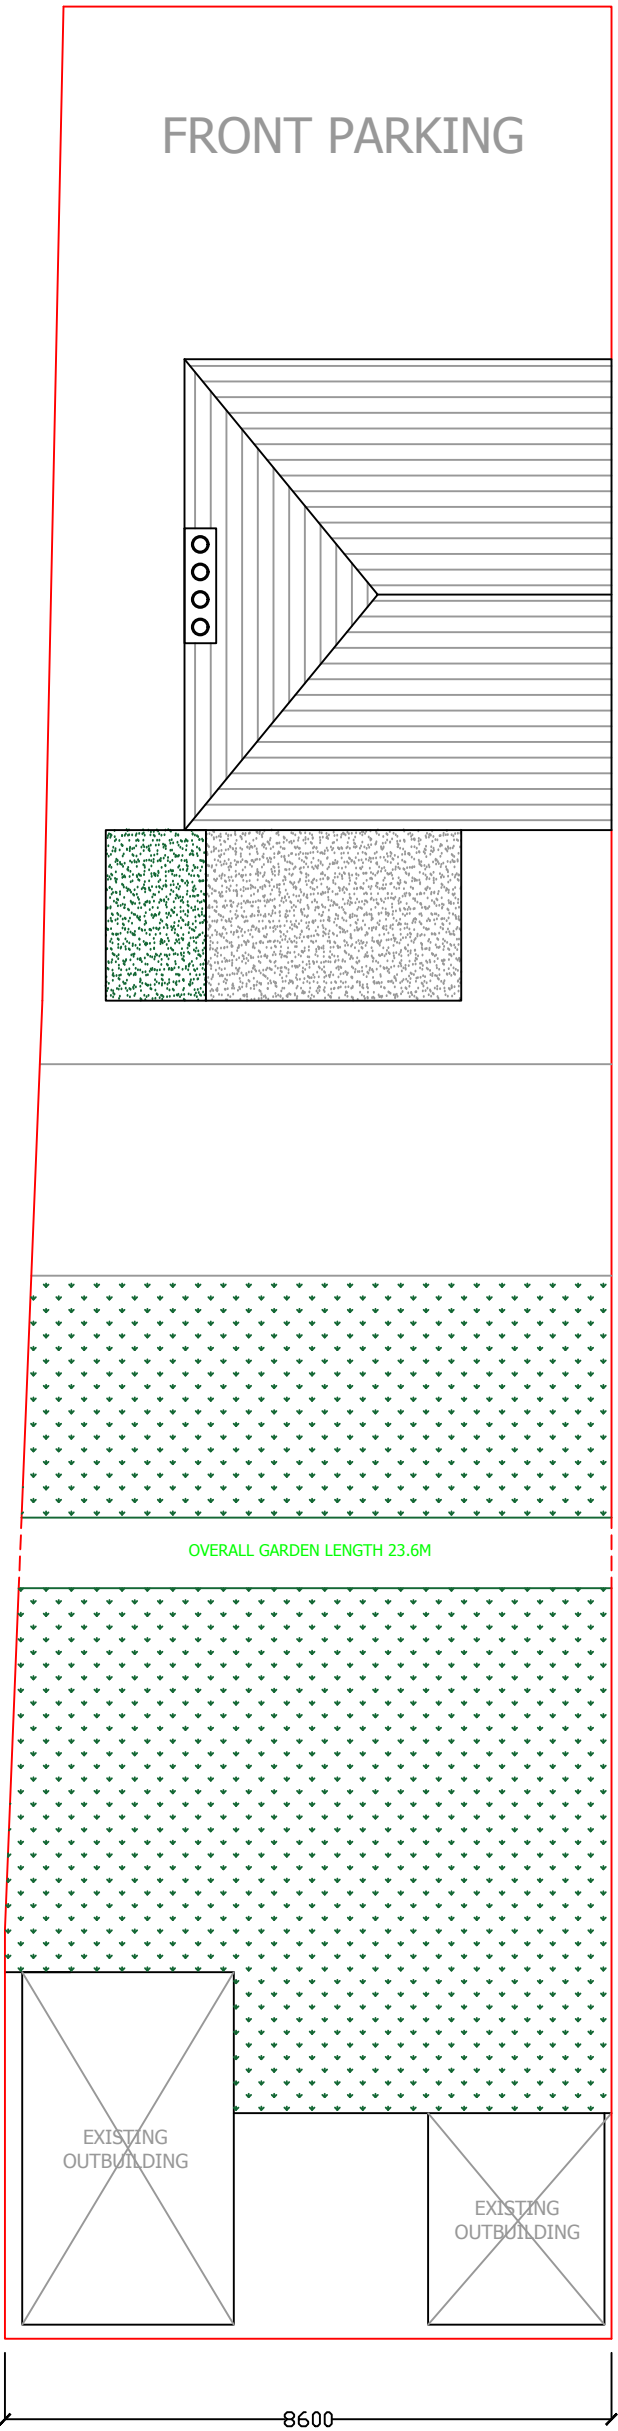 FRONT PARKING
OVERALL GARDEN LENGTH 23.6M
EXISTING
OUTBUILDING
EXISTING
OUTBUILDING
8600